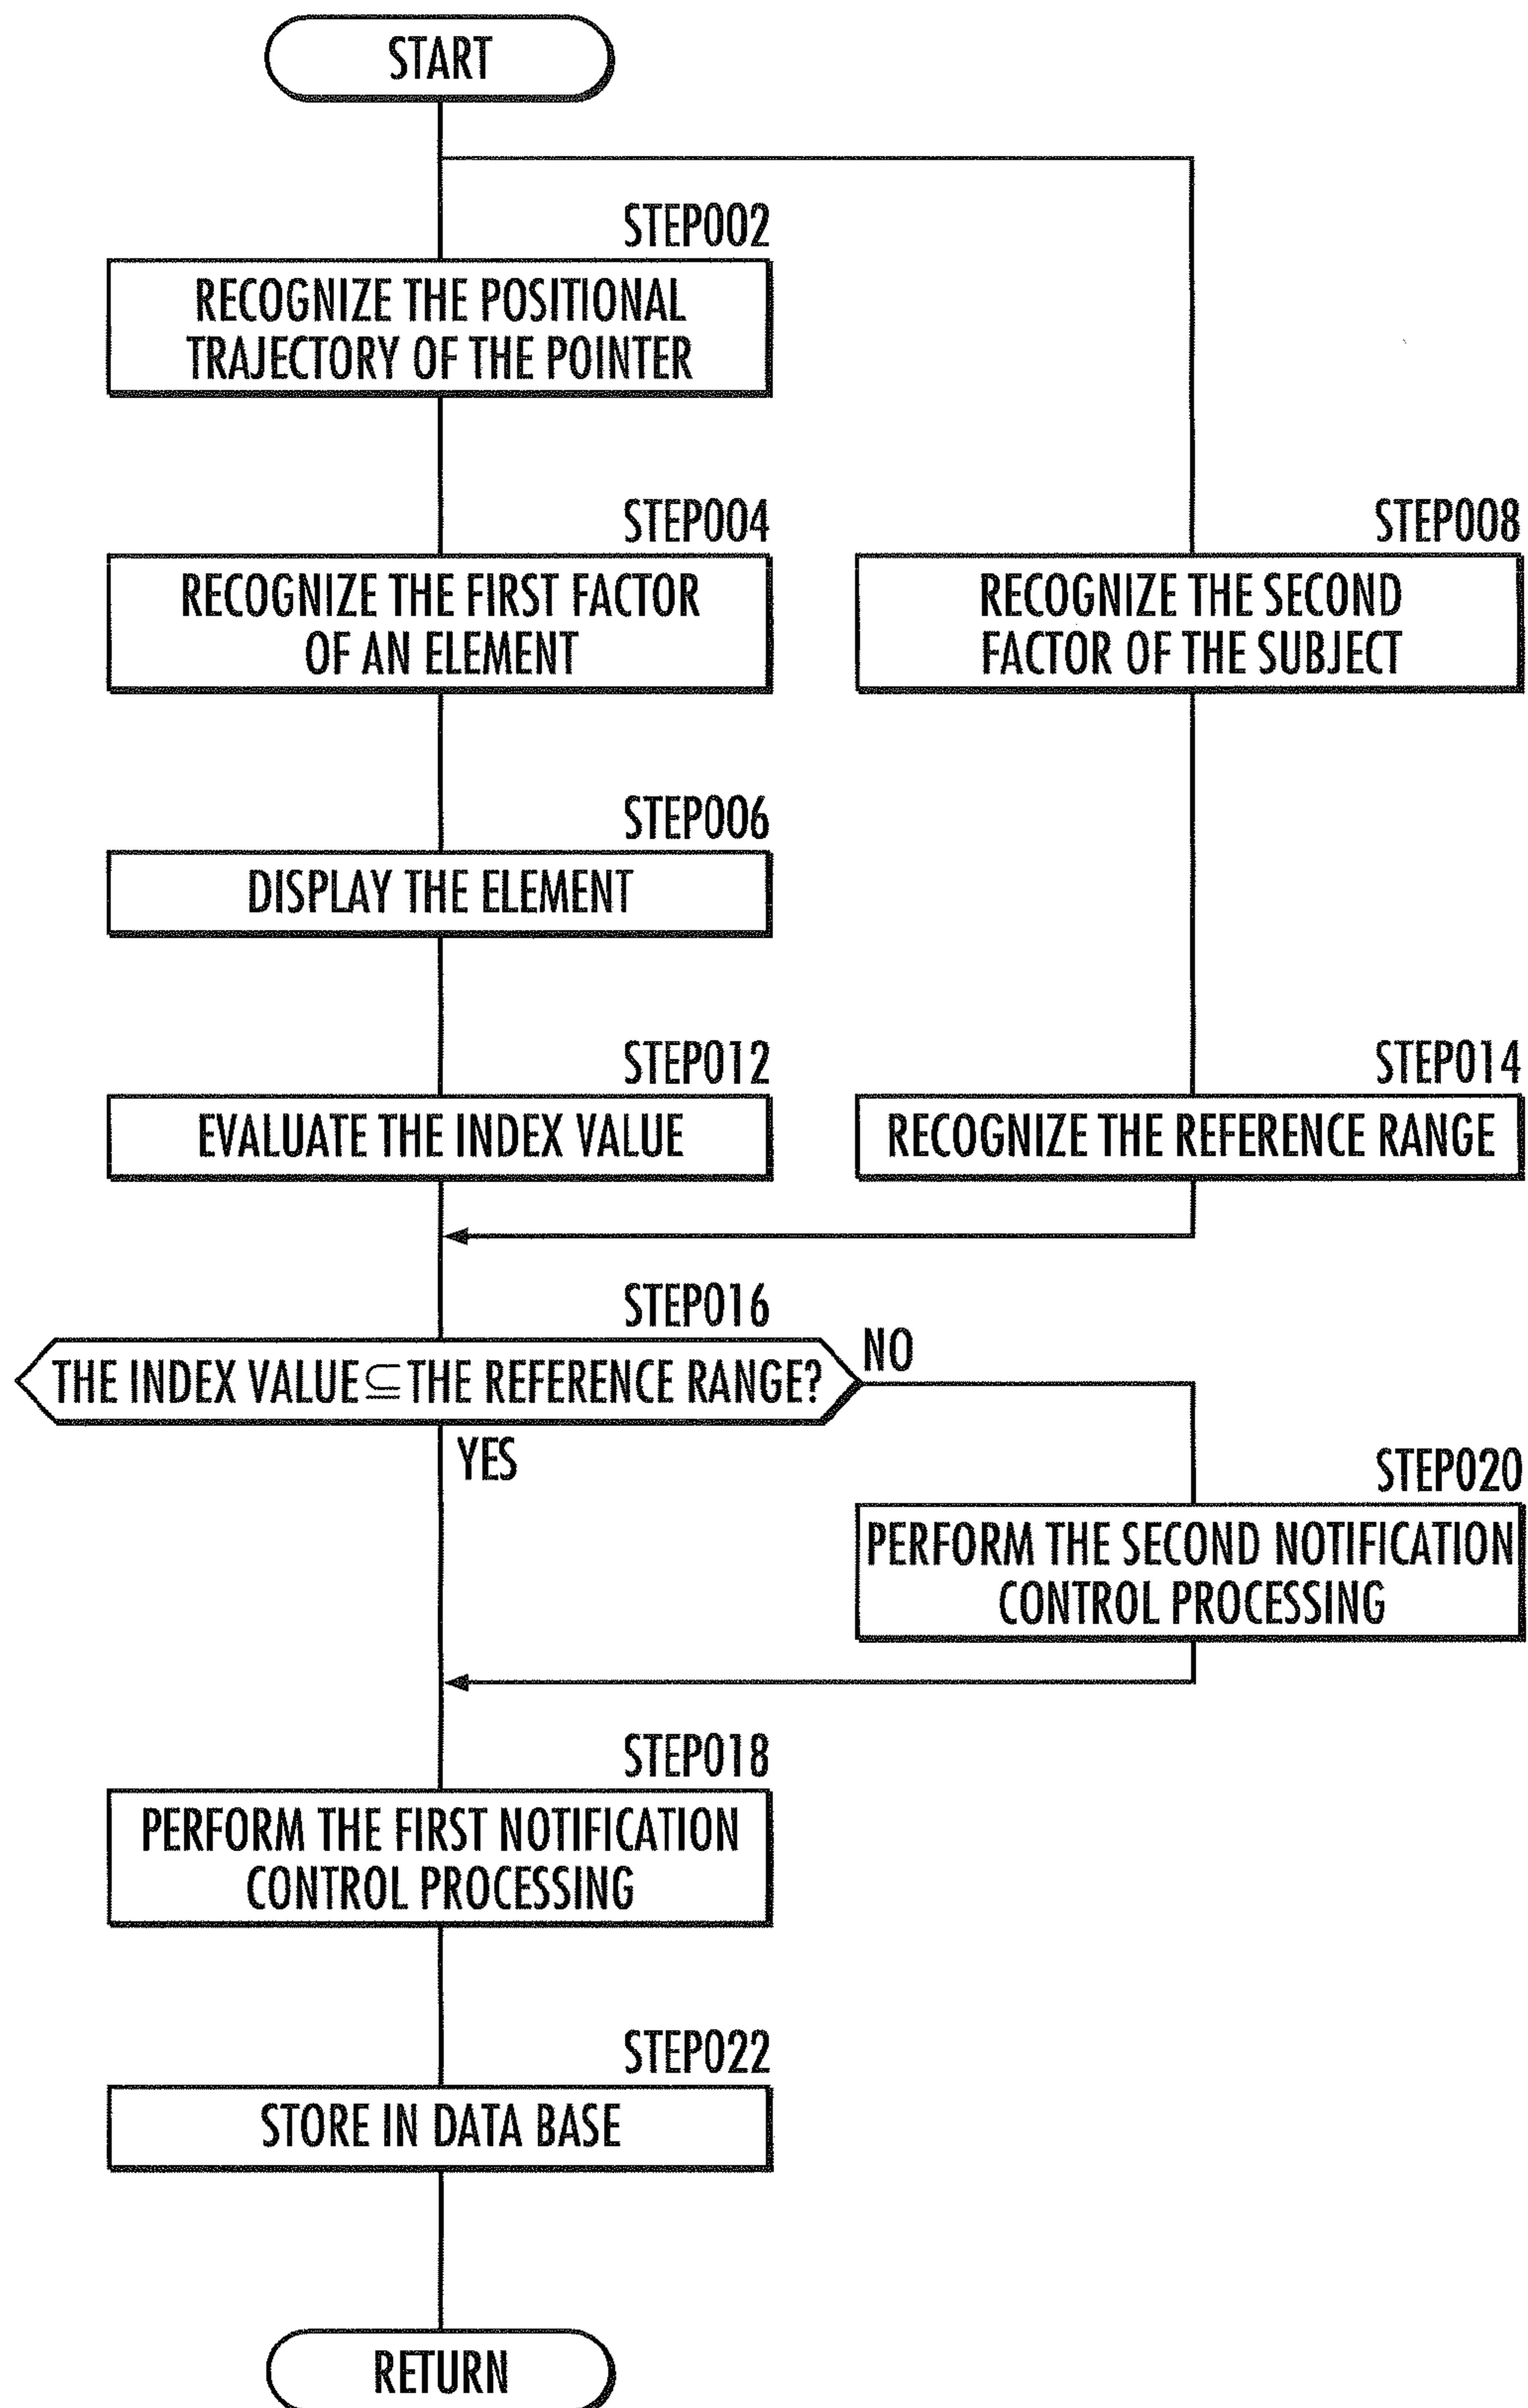 START
STEP002
RECOGNIZE THE POSITIONAL
TRAJECTORY OF THE POINTER
STEP004
RECOGNIZE THE FIRST FACTOR
OF AN ELEMENT
STEP008
RECOGNIZE THE SECOND
FACTOR OF THE SUBJECT
STEP006
DISPLAY THE ELEMENT
STEP012
EVALUATE THE INDEX VALUE
STEP014
RECOGNIZE THE REFERENCE RANGE
STEP016
THE INDEX VALUE⊆THE REFERENCE RANGE?
NO
YES
STEP020
PERFORM THE SECOND NOTIFICATION
CONTROL PROCESSING
STEP018
PERFORM THE FIRST NOTIFICATION
CONTROL PROCESSING
STEP022
STORE IN DATA BASE
RETURN